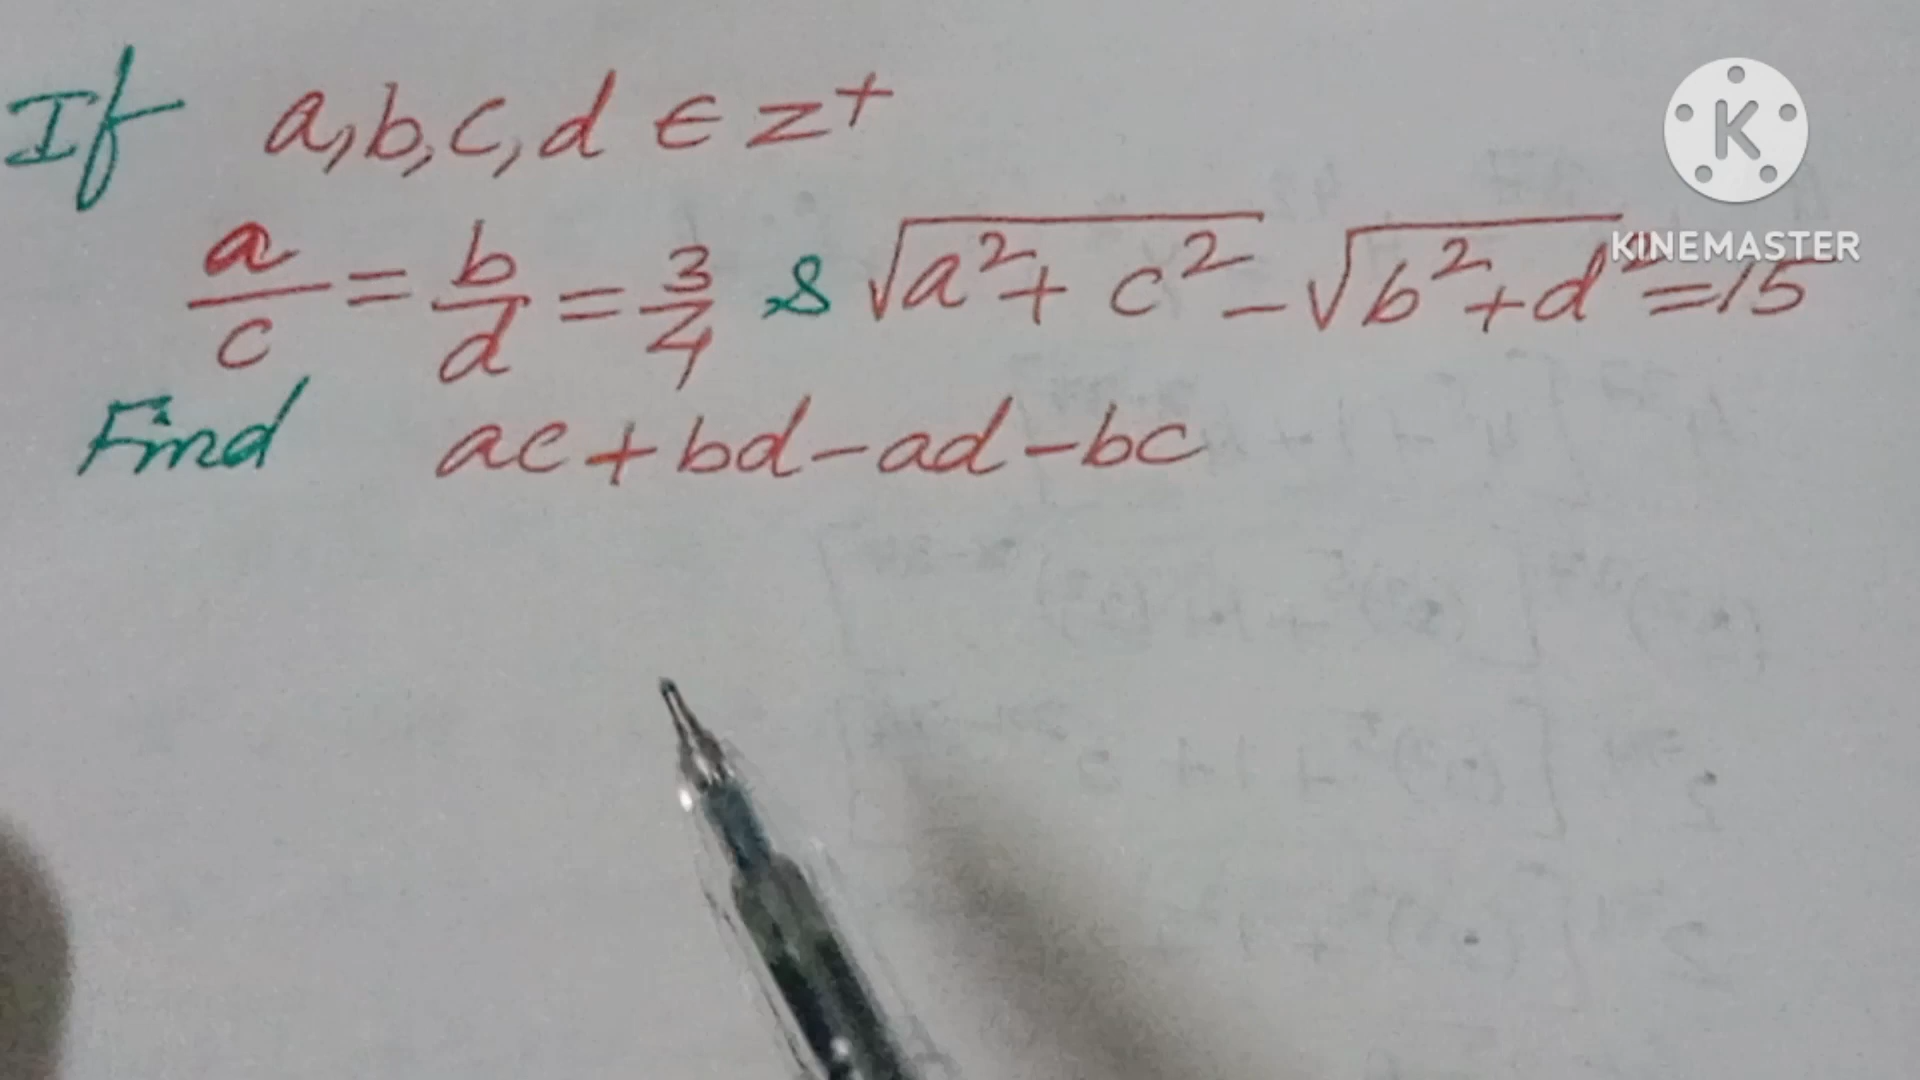 If a,b,c,d ∈ z⁺
a/c = b/d = 3/4 & √(a²+c²) - √(b²+d²) = 15
Find ac+bd-ad-bc
K
KINEMASTER